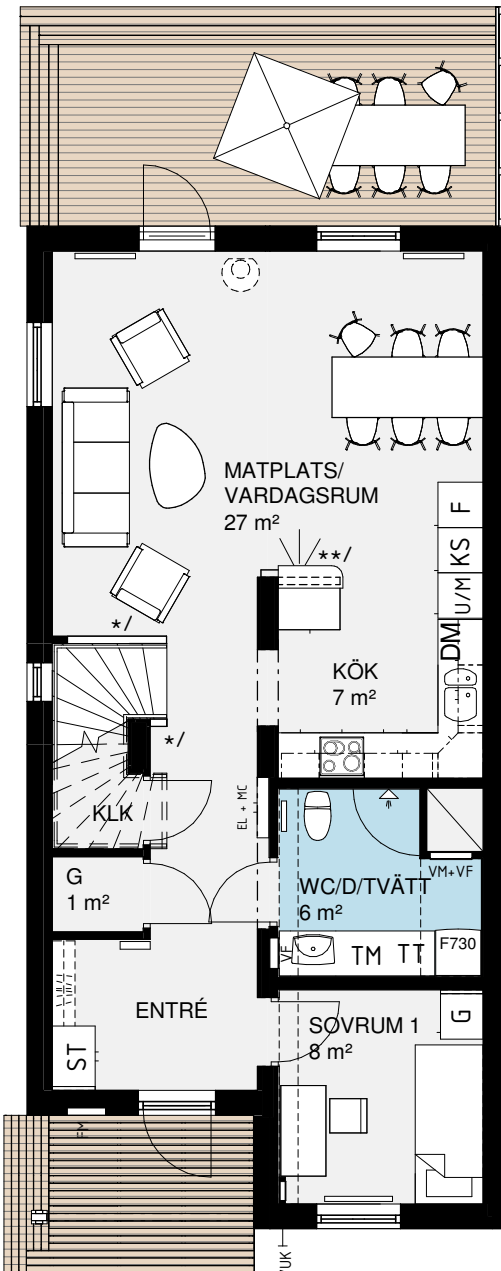 MATPLATS/
VARDAGSRUM
27 m²
F
KS
U/M
**/
*/
DM
KÖK
7 m²
*/
KLK
EL + MC
G
1 m²
WC/D/TVÄTT
6 m²
VM+VF
VF
TM
TT
F730
ENTRÉ
SOVRUM 1
8 m²
G
ST
FM